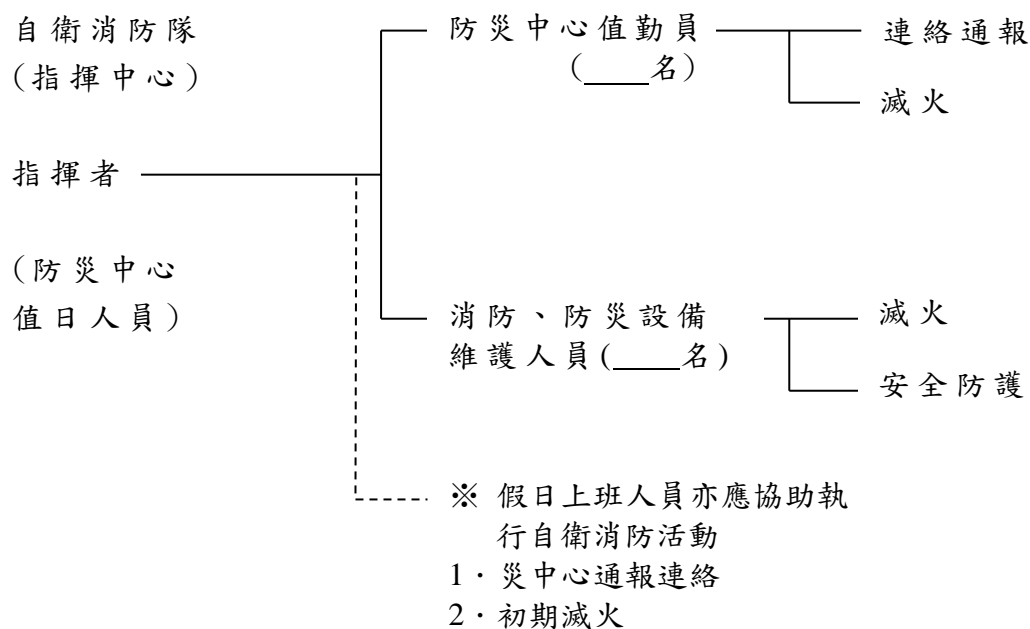 自衛消防隊
(指揮中心)
指揮者
(防災中心
值日人員)
防災中心值勤員
(____名)
連絡通報
滅火
消防、防災設備
維護人員(____名)
滅火
安全防護
※ 假日上班人員亦應協助執
行自衛消防活動
1．災中心通報連絡
2．初期滅火